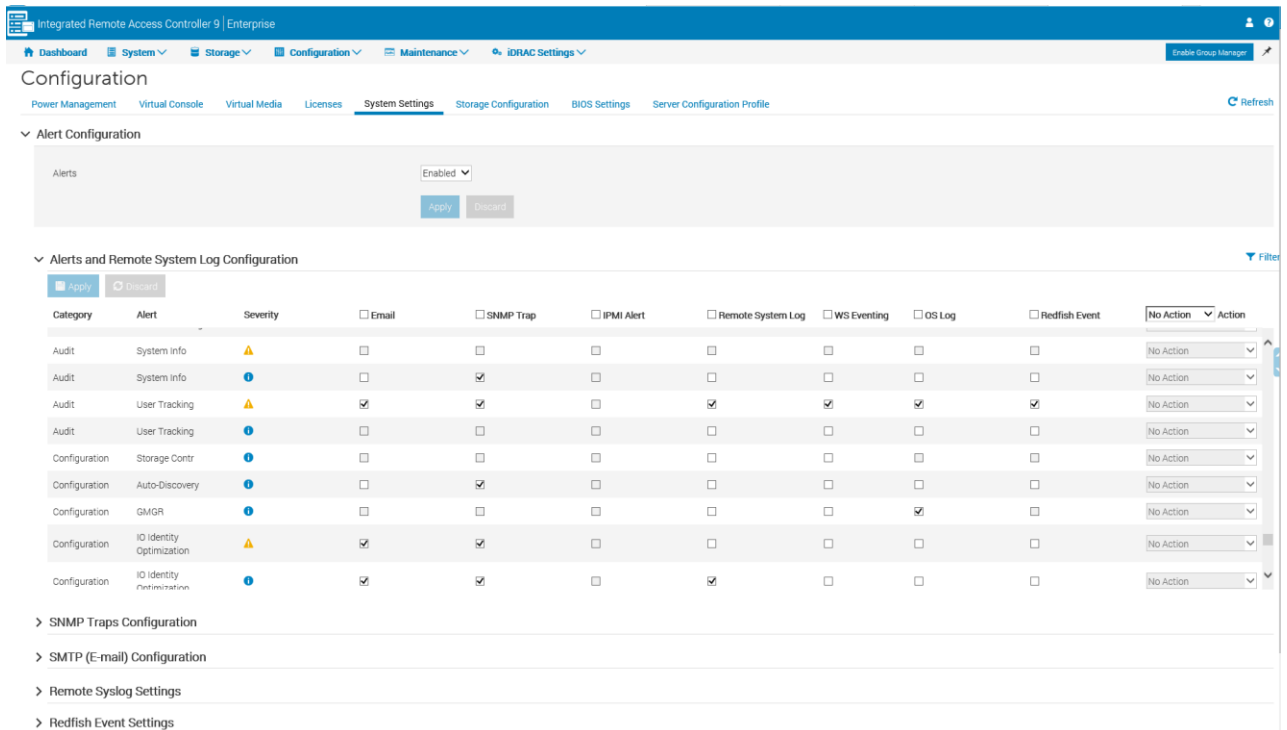 Integrated Remote Access Controller 9 | Enterprise
Dashboard System Storage Configuration Maintenance iDRAC Settings Enable Group Manager
Configuration
Power Management Virtual Console Virtual Media Licenses System Settings Storage Configuration BIOS Settings Server Configuration Profile Refresh
Alert Configuration
Alerts Enabled
Apply Discard
Alerts and Remote System Log Configuration Filter
Apply Discard
Category Alert Severity Email SNMP Trap IPMI Alert Remote System Log WS Eventing OS Log Redfish Event No Action Action
Audit System Info No Action
Audit System Info No Action
Audit User Tracking No Action
Audit User Tracking No Action
Configuration Storage Contr No Action
Configuration Auto-Discovery No Action
Configuration GMGR No Action
Configuration IO Identity Optimization No Action
Configuration IO Identity Optimization No Action
SNMP Traps Configuration
SMTP (E-mail) Configuration
Remote Syslog Settings
Redfish Event Settings